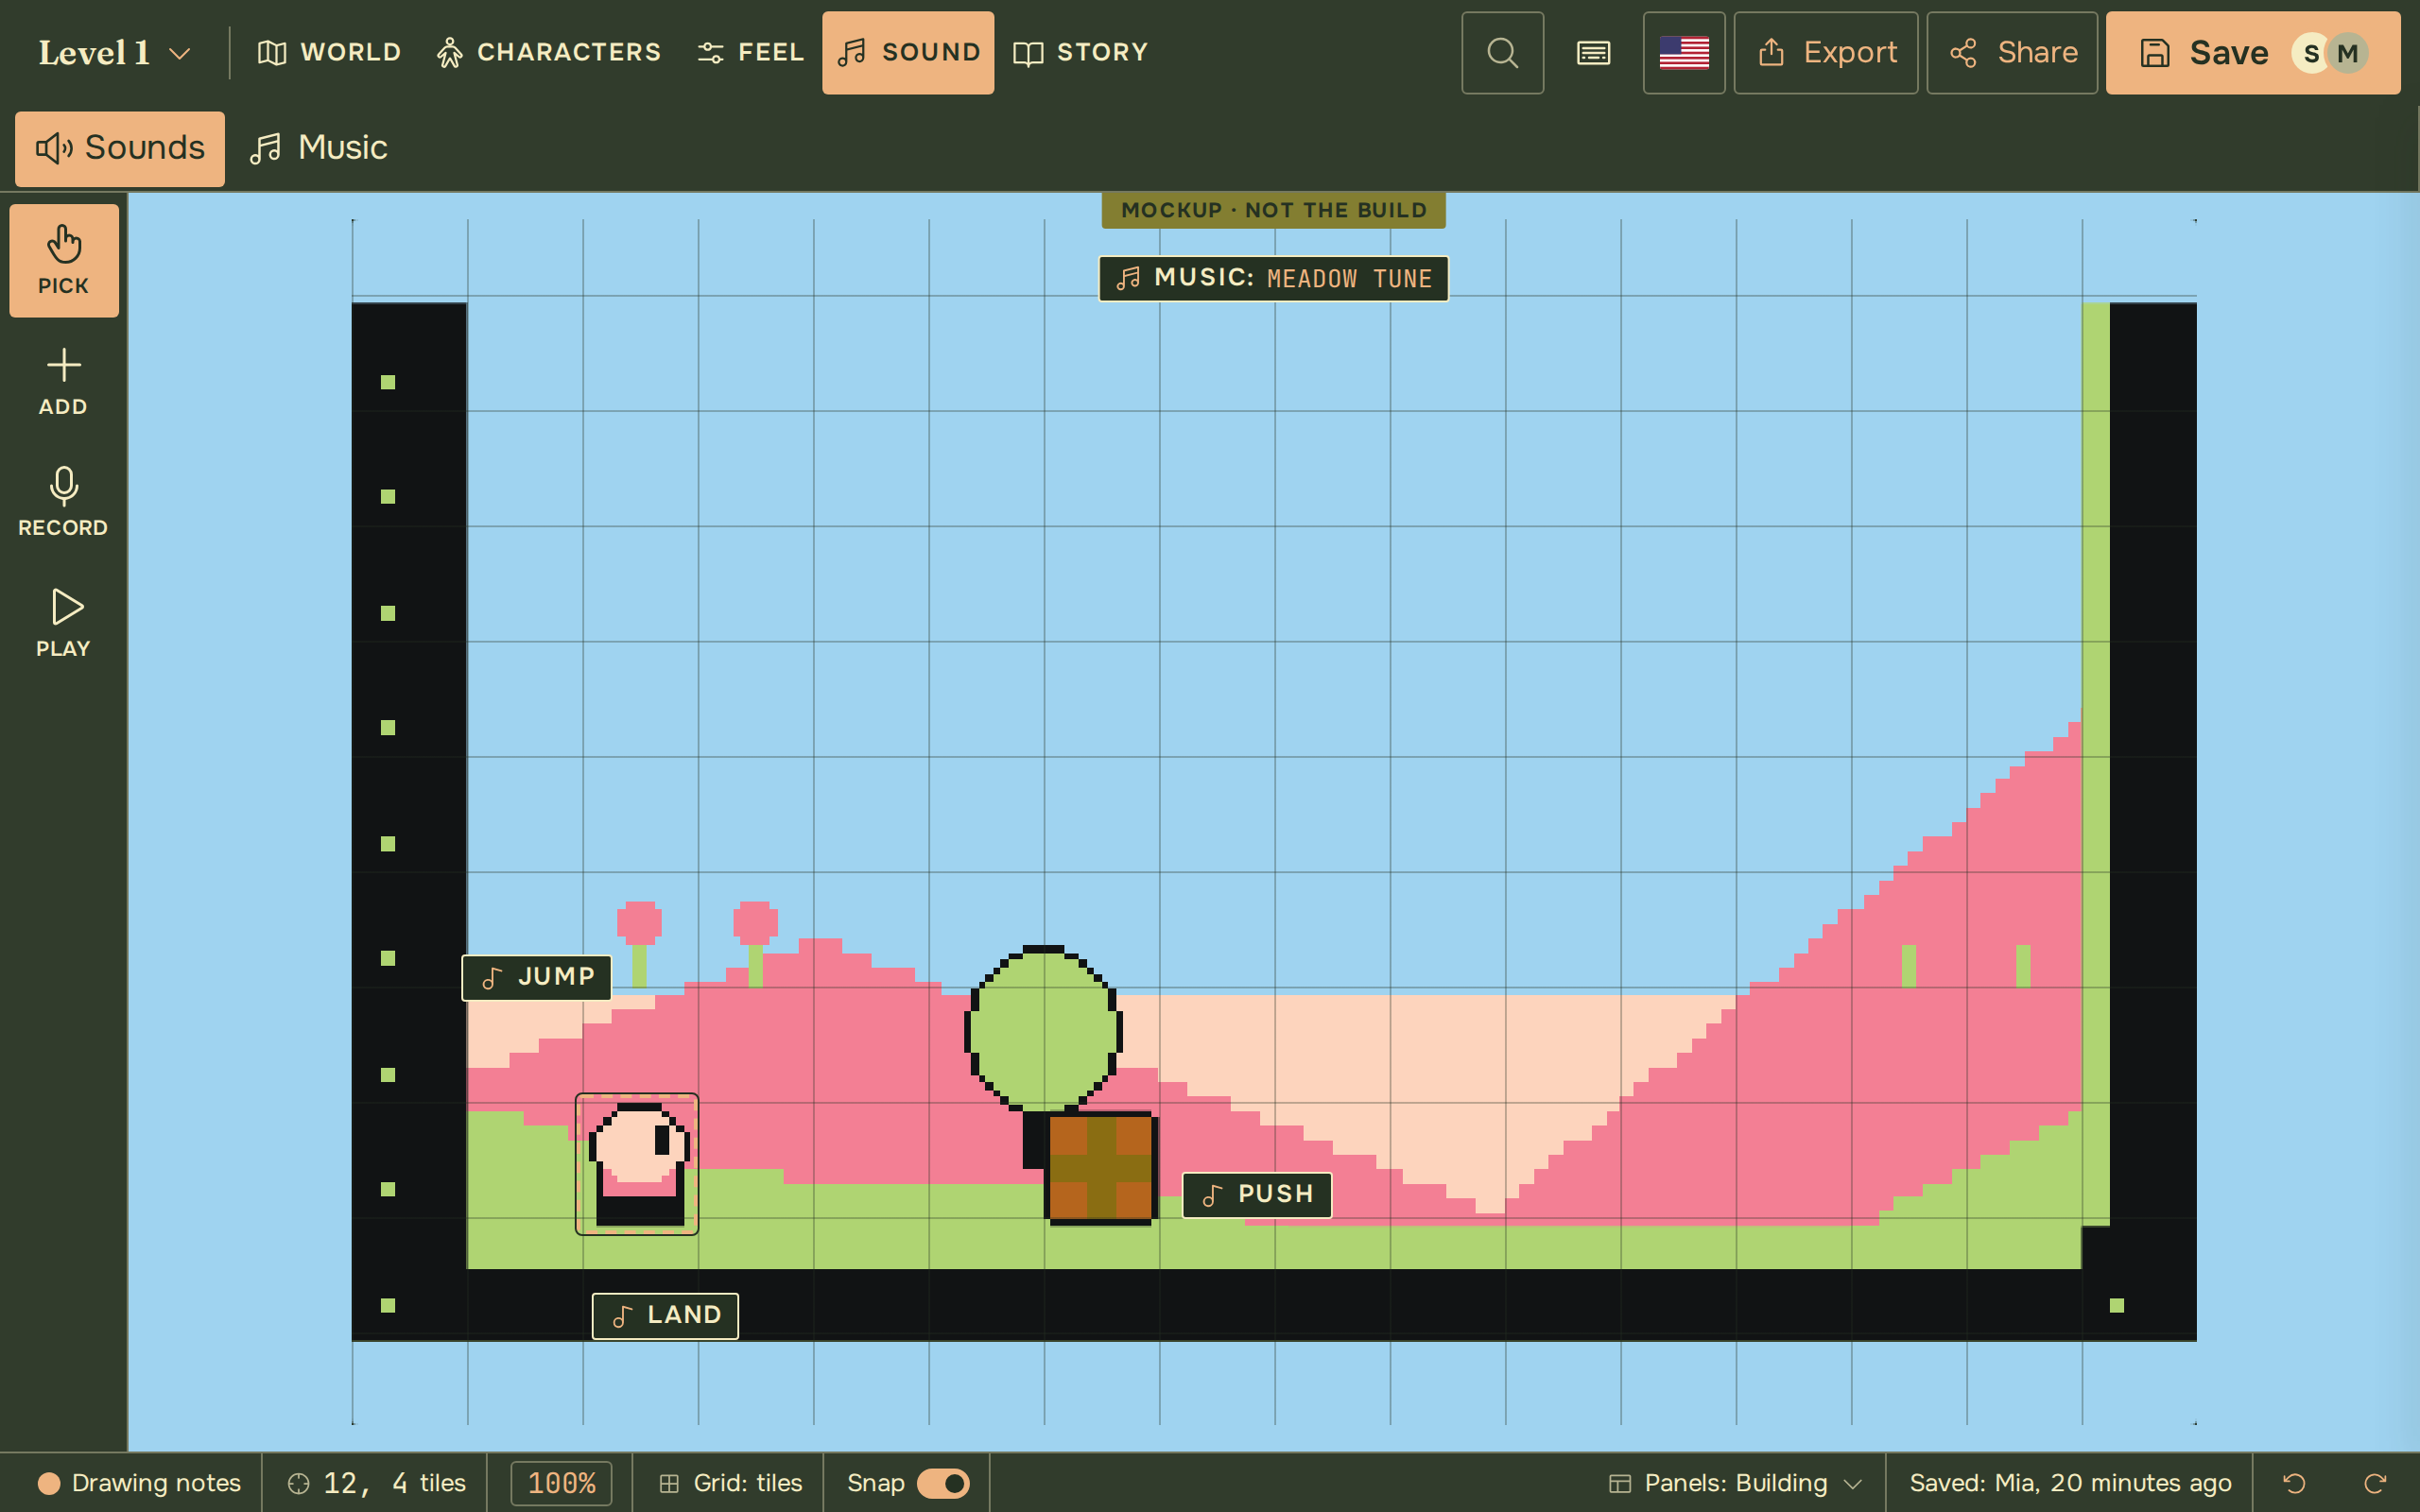 Level 1
WORLD
CHARACTERS
FEEL
SOUND
STORY
Export
Share
Save
S
M
Sounds
Music
PICK
ADD
RECORD
PLAY
MOCKUP · NOT THE BUILD
MUSIC: MEADOW TUNE
JUMP
PUSH
LAND
Drawing notes
12, 4 tiles
100%
Grid: tiles
Snap
Panels: Building
Saved: Mia, 20 minutes ago